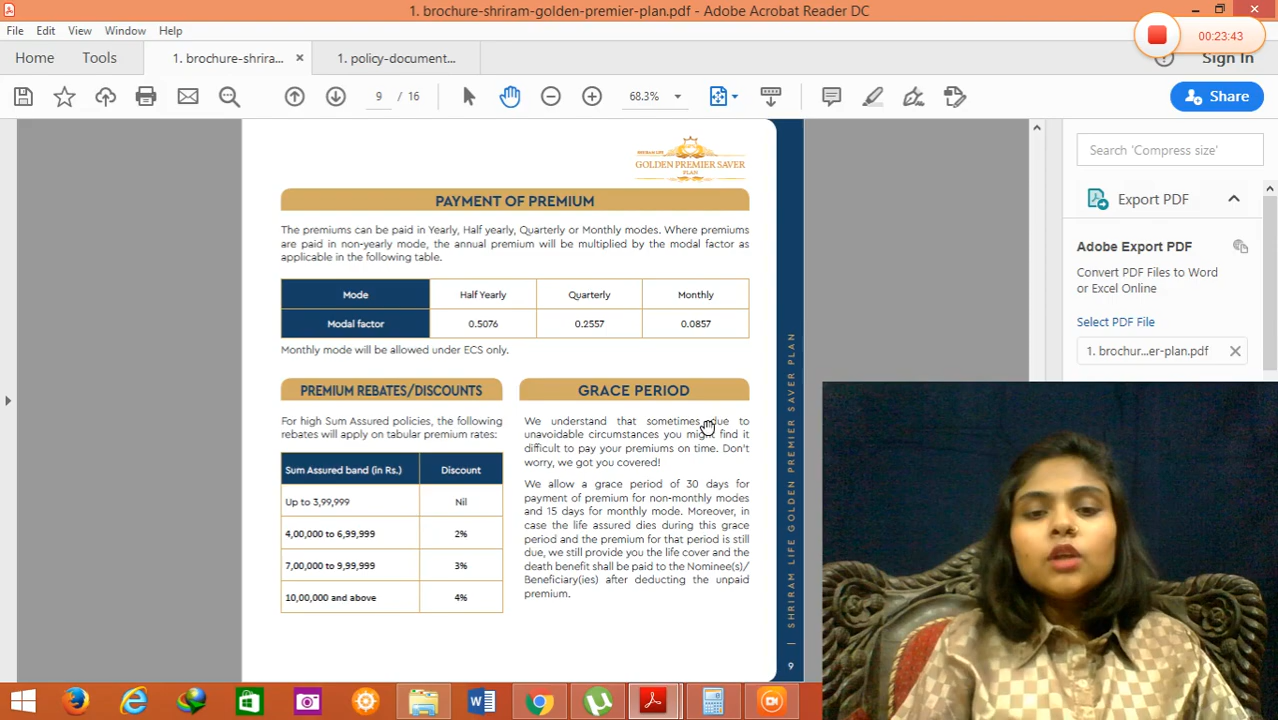 1. brochure-shriram-golden-premier-plan.pdf - Adobe Acrobat Reader DC
File Edit View Window Help
00:23:43
Home Tools 1. brochure-shrira... × 1. policy-document... Sign In
9 / 16 68.3% Share
SHRIRAM LIFE
GOLDEN PREMIER SAVER
PLAN
PAYMENT OF PREMIUM
The premiums can be paid in Yearly, Half yearly, Quarterly or Monthly modes. Where premiums
are paid in non-yearly mode, the annual premium will be multiplied by the modal factor as
applicable in the following table.
Mode Half Yearly Quarterly Monthly
Modal factor 0.5076 0.2557 0.0857
Monthly mode will be allowed under ECS only.
PREMIUM REBATES/DISCOUNTS
For high Sum Assured policies, the following
rebates will apply on tabular premium rates:
Sum Assured band (in Rs.) Discount
Up to 3,99,999 Nil
4,00,000 to 6,99,999 2%
7,00,000 to 9,99,999 3%
10,00,000 and above 4%
GRACE PERIOD
We understand that sometimes due to
unavoidable circumstances you might find it
difficult to pay your premiums on time. Don't
worry, we got you covered!
We allow a grace period of 30 days for
payment of premium for non-monthly modes
and 15 days for monthly mode. Moreover, in
case the life assured dies during this grace
period and the premium for that period is still
due, we still provide you the life cover and the
death benefit shall be paid to the Nominee(s)/
Beneficiary(ies) after deducting the unpaid
premium.
| SHRIRAM LIFE GOLDEN PREMIER SAVER PLAN
9
Search 'Compress size'
Export PDF
Adobe Export PDF
Convert PDF Files to Word
or Excel Online
Select PDF File
1. brochur...er-plan.pdf ×